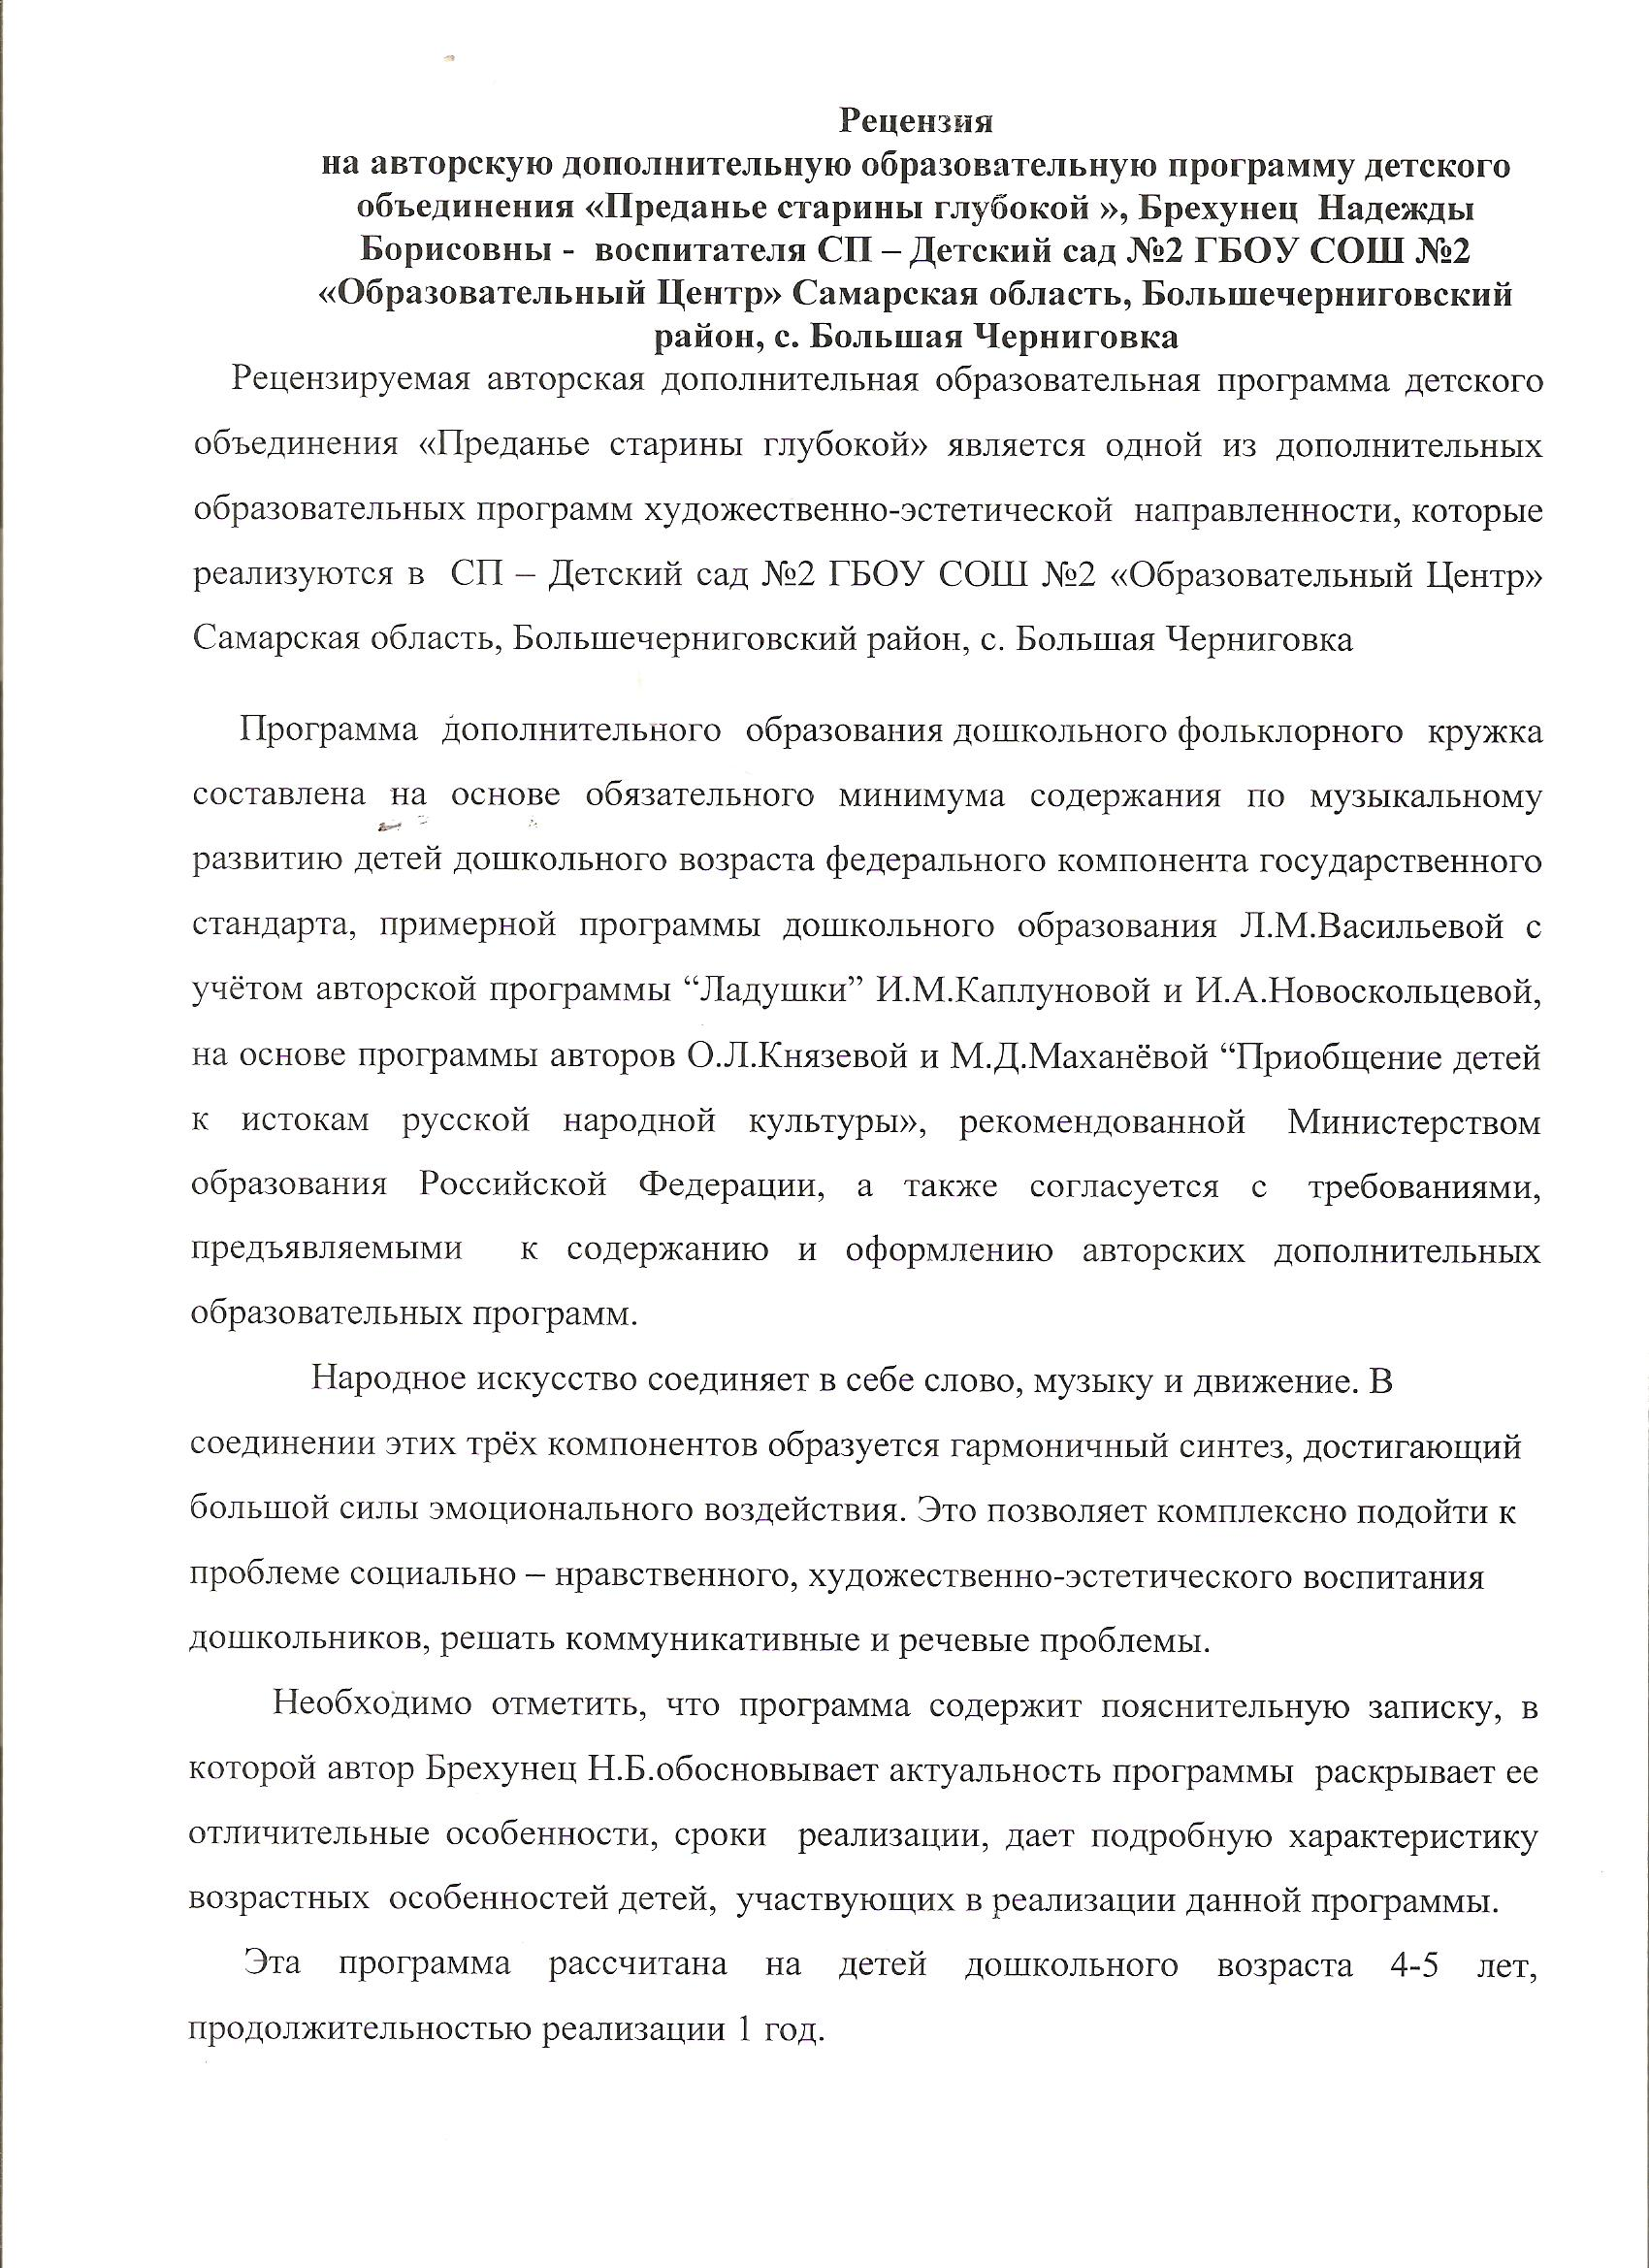 Рецензия
на авторскую дополнительную образовательную программу детского
объединения «Преданье старины глубокой », Брехунец  Надежды
Борисовны -  воспитателя СП – Детский сад №2 ГБОУ СОШ №2
«Образовательный Центр» Самарская область, Большечерниговский
район, с. Большая Черниговка
Рецензируемая авторская дополнительная образовательная программа детского
объединения «Преданье старины глубокой» является одной из дополнительных
образовательных программ художественно-эстетической  направленности, которые
реализуются в  СП – Детский сад №2 ГБОУ СОШ №2 «Образовательный Центр»
Самарская область, Большечерниговский район, с. Большая Черниговка
Программа дополнительного образования дошкольного фольклорного кружка
составлена на основе обязательного минимума содержания по музыкальному
развитию детей дошкольного возраста федерального компонента государственного
стандарта, примерной программы дошкольного образования Л.М.Васильевой с
учётом авторской программы “Ладушки” И.М.Каплуновой и И.А.Новоскольцевой,
на основе программы авторов О.Л.Князевой и М.Д.Маханёвой “Приобщение детей
к истокам русской народной культуры», рекомендованной Министерством
образования Российской Федерации, а также согласуется с требованиями,
предъявляемыми к содержанию и оформлению авторских дополнительных
образовательных программ.
Народное искусство соединяет в себе слово, музыку и движение. В
соединении этих трёх компонентов образуется гармоничный синтез, достигающий
большой силы эмоционального воздействия. Это позволяет комплексно подойти к
проблеме социально – нравственного, художественно-эстетического воспитания
дошкольников, решать коммуникативные и речевые проблемы.
Необходимо отметить, что программа содержит пояснительную записку, в
которой автор Брехунец Н.Б.обосновывает актуальность программы  раскрывает ее
отличительные особенности, сроки  реализации, дает подробную характеристику
возрастных  особенностей детей,  участвующих в реализации данной программы.
Эта программа рассчитана на детей дошкольного возраста 4-5 лет,
продолжительностью реализации 1 год.